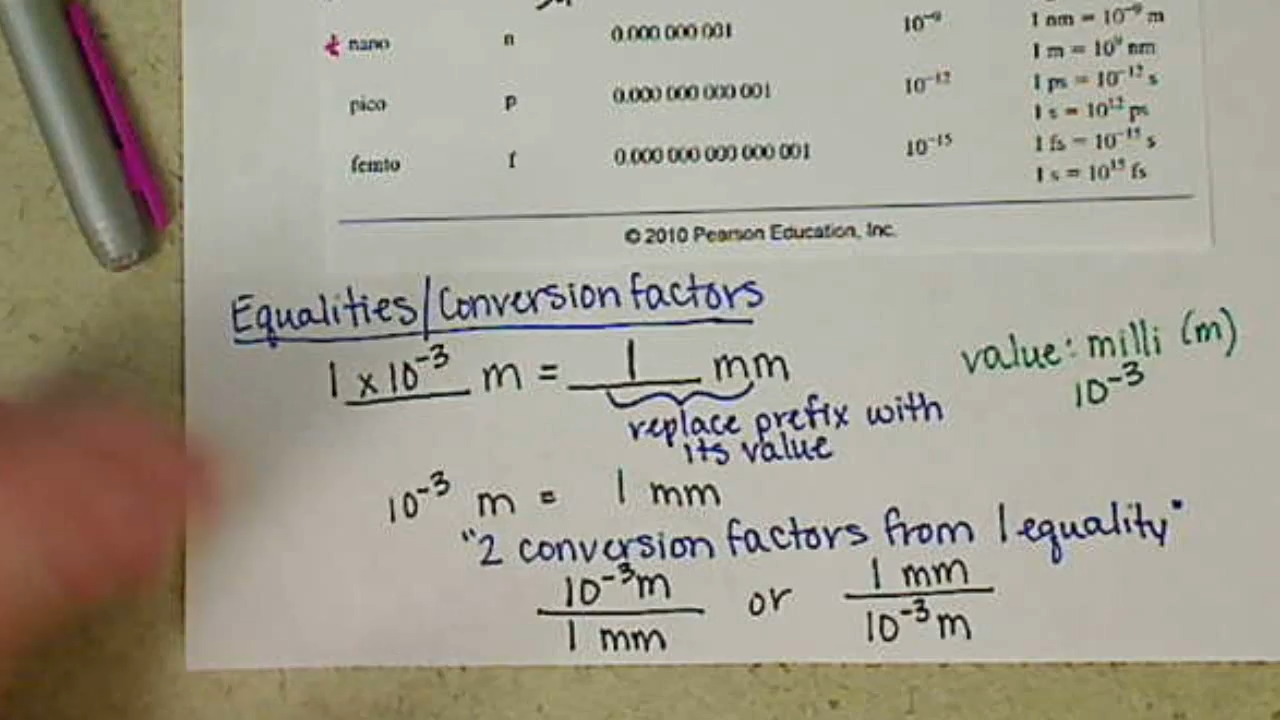 nano n 0.000 000 001 10⁻⁹ 1 nm = 10⁻⁹ m
1 m = 10⁹ nm
pico p 0.000 000 000 001 10⁻¹² 1 ps = 10⁻¹² s
1 s = 10¹² ps
femto f 0.000 000 000 000 001 10⁻¹⁵ 1 fs = 10⁻¹⁵ s
1 s = 10¹⁵ fs
© 2010 Pearson Education, Inc.
Equalities/Conversion factors
1 x 10⁻³ m = 1 mm
value: milli (m)
10⁻³
replace prefix with
its value
10⁻³ m = 1 mm
"2 conversion factors from 1 equality"
10⁻³m or 1 mm
1 mm 10⁻³m